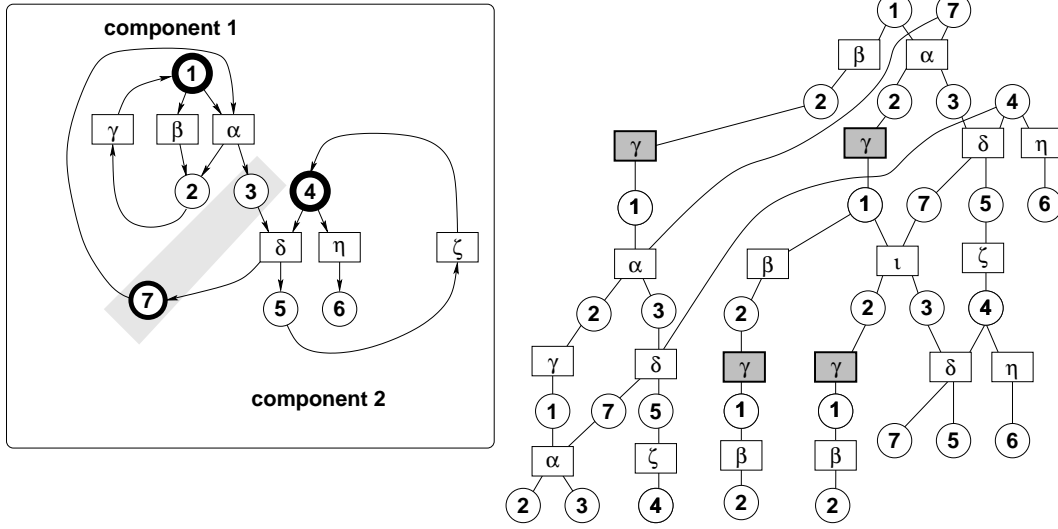 component 1
1
γ β α
2 3 4
δ η ζ
7 5 6
component 2
1 7
β α
2 2 3 4
γ γ δ η
1 1 7 5 6
α β ι ζ
2 3 2 2 3 4
γ δ γ γ δ η
1 7 5 1 1 7 5 6
α ζ β β
2 3 4 2 2